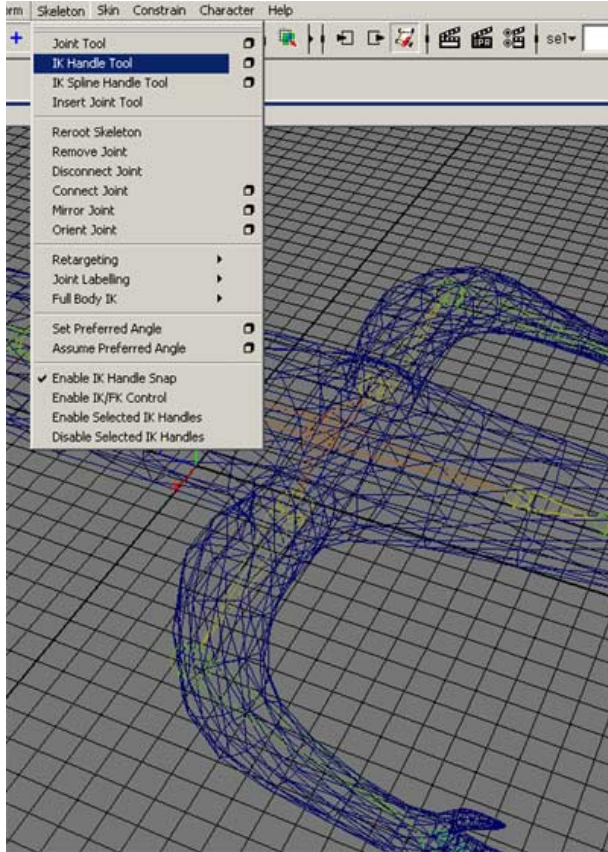 orm Skeleton Skin Constrain Character Help
IPR
sel
Joint Tool
IK Handle Tool
IK Spline Handle Tool
Insert Joint Tool
Reroot Skeleton
Remove Joint
Disconnect Joint
Connect Joint
Mirror Joint
Orient Joint
Retargeting
Joint Labelling
Full Body IK
Set Preferred Angle
Assume Preferred Angle
Enable IK Handle Snap
Enable IK/FK Control
Enable Selected IK Handles
Disable Selected IK Handles